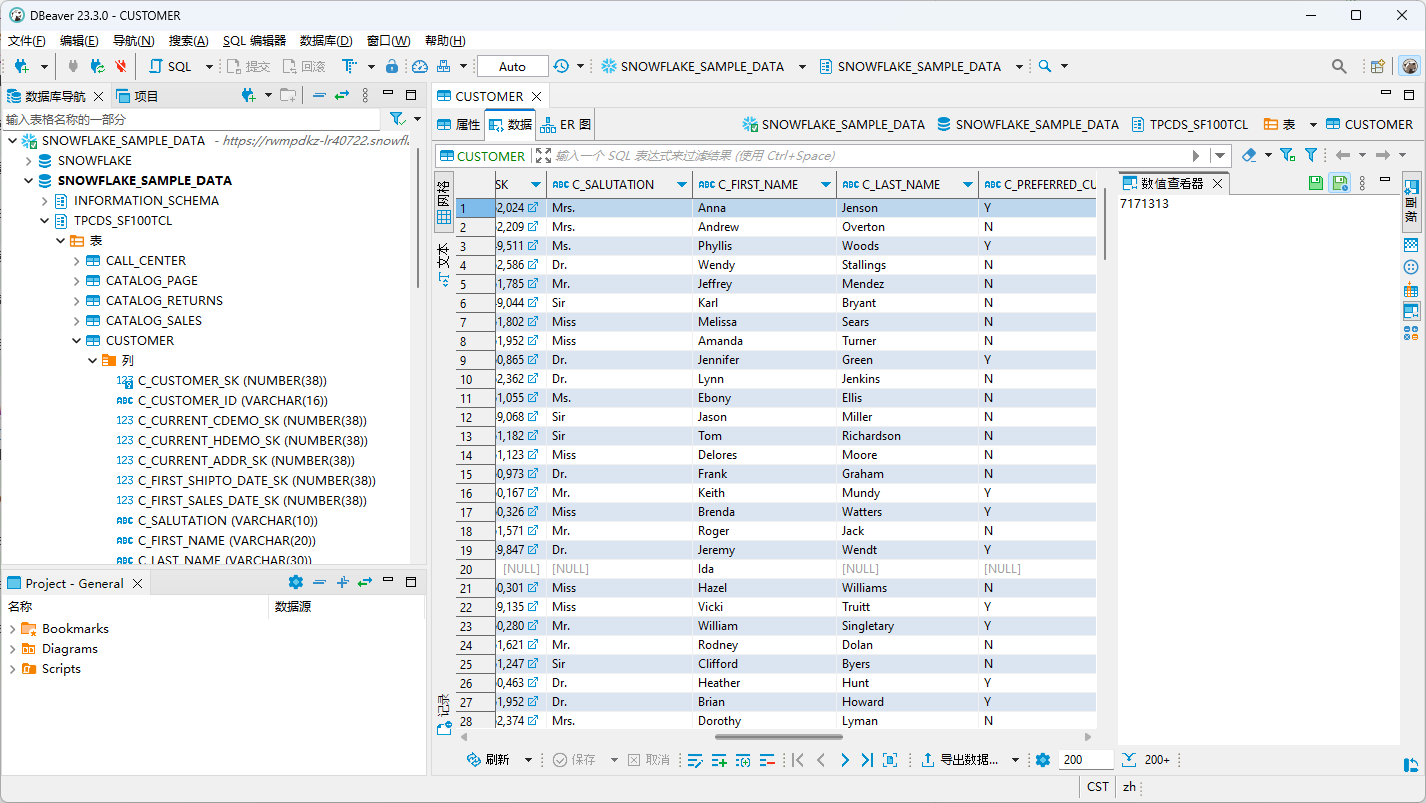 DBeaver 23.3.0 - CUSTOMER
文件(F) 编辑(E) 导航(N) 搜索(A) SQL 编辑器 数据库(D) 窗口(W) 帮助(H)
SQL 提交 回滚 Auto SNOWFLAKE_SAMPLE_DATA SNOWFLAKE_SAMPLE_DATA
数据库导航 项目
输入表格名称的一部分
SNOWFLAKE_SAMPLE_DATA - https://rwmpdkz-lr40722.snowfl
SNOWFLAKE
SNOWFLAKE_SAMPLE_DATA
INFORMATION_SCHEMA
TPCDS_SF100TCL
表
CALL_CENTER
CATALOG_PAGE
CATALOG_RETURNS
CATALOG_SALES
CUSTOMER
列
123 C_CUSTOMER_SK (NUMBER(38))
ABC C_CUSTOMER_ID (VARCHAR(16))
123 C_CURRENT_CDEMO_SK (NUMBER(38))
123 C_CURRENT_HDEMO_SK (NUMBER(38))
123 C_CURRENT_ADDR_SK (NUMBER(38))
123 C_FIRST_SHIPTO_DATE_SK (NUMBER(38))
123 C_FIRST_SALES_DATE_SK (NUMBER(38))
ABC C_SALUTATION (VARCHAR(10))
ABC C_FIRST_NAME (VARCHAR(20))
ABC C_LAST_NAME (VARCHAR(30))
Project - General
名称 数据源
Bookmarks
Diagrams
Scripts
CUSTOMER
属性 数据 ER 图 SNOWFLAKE_SAMPLE_DATA SNOWFLAKE_SAMPLE_DATA TPCDS_SF100TCL 表 CUSTOMER
CUSTOMER 输入一个 SQL 表达式来过滤结果 (使用 Ctrl+Space)
网格
文本
记录
SK ABC C_SALUTATION ABC C_FIRST_NAME ABC C_LAST_NAME ABC C_PREFERRED_CU
1 2,024 Mrs. Anna Jenson Y
2 2,209 Mrs. Andrew Overton N
3 9,511 Ms. Phyllis Woods Y
4 2,586 Dr. Wendy Stallings N
5 1,785 Mr. Jeffrey Mendez N
6 9,044 Sir Karl Bryant N
7 1,802 Miss Melissa Sears N
8 1,952 Miss Amanda Turner N
9 0,865 Dr. Jennifer Green Y
10 2,362 Dr. Lynn Jenkins N
11 1,055 Ms. Ebony Ellis N
12 9,068 Sir Jason Miller N
13 1,182 Sir Tom Richardson N
14 1,123 Miss Delores Moore N
15 0,973 Dr. Frank Graham N
16 0,167 Mr. Keith Mundy Y
17 0,326 Miss Brenda Watters Y
18 1,571 Mr. Roger Jack N
19 9,847 Dr. Jeremy Wendt Y
20 [NULL] [NULL] Ida [NULL] [NULL]
21 0,301 Miss Hazel Williams N
22 9,135 Miss Vicki Truitt Y
23 0,280 Mr. William Singletary Y
24 1,621 Mr. Rodney Dolan N
25 1,247 Sir Clifford Byers N
26 0,463 Dr. Heather Hunt Y
27 1,952 Dr. Brian Howard Y
28 2,374 Mrs. Dorothy Lyman N
刷新 保存 取消 导出数据... 200 200+
数值查看器
7171313
面板
CST zh